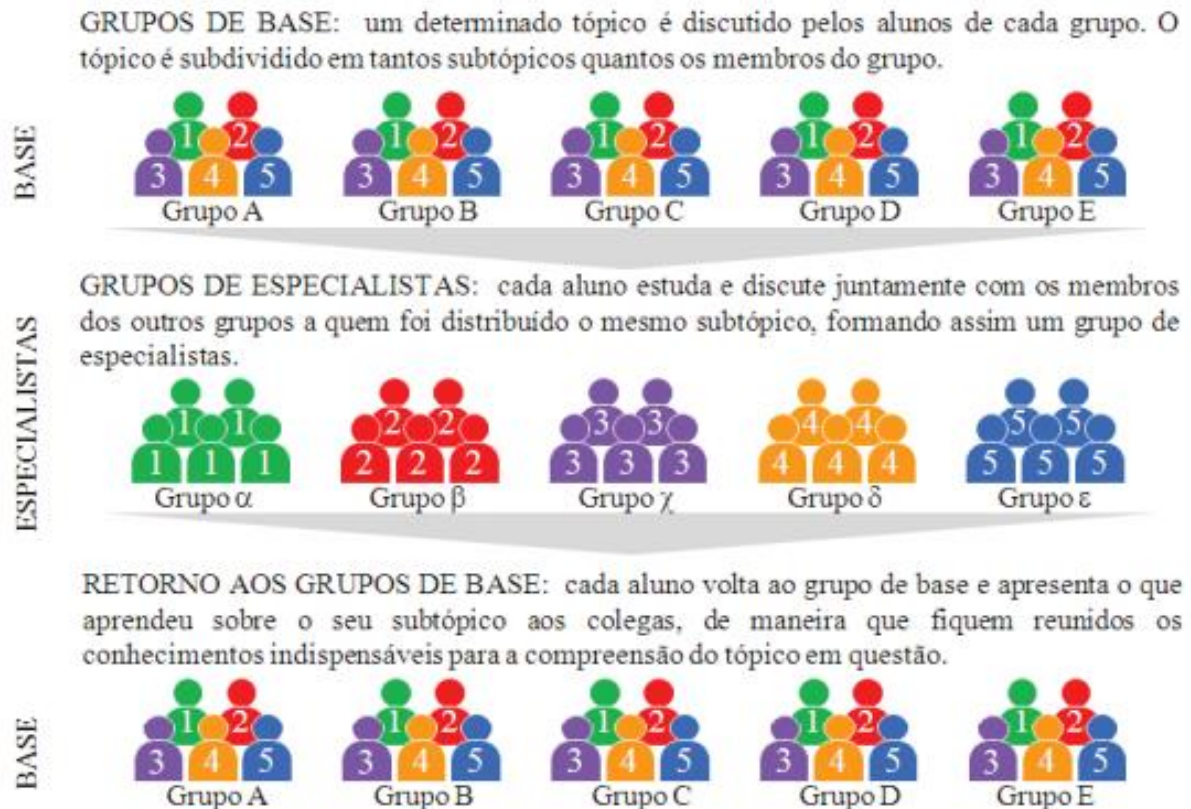 GRUPOS DE BASE: um determinado tópico é discutido pelos alunos de cada grupo. O
tópico é subdividido em tantos subtópicos quantos os membros do grupo.
BASE
1 2 1 2 1 2 1 2 1 2
3 4 5 3 4 5 3 4 5 3 4 5 3 4 5
Grupo A Grupo B Grupo C Grupo D Grupo E
GRUPOS DE ESPECIALISTAS: cada aluno estuda e discute juntamente com os membros
dos outros grupos a quem foi distribuído o mesmo subtópico, formando assim um grupo de
especialistas.
ESPECIALISTAS
1 1 2 2 3 3 4 4 5 5
1 1 1 2 2 2 3 3 3 4 4 4 5 5 5
Grupo α Grupo β Grupo χ Grupo δ Grupo ε
RETORNO AOS GRUPOS DE BASE: cada aluno volta ao grupo de base e apresenta o que
aprendeu sobre o seu subtópico aos colegas, de maneira que fiquem reunidos os
conhecimentos indispensáveis para a compreensão do tópico em questão.
BASE
1 2 1 2 1 2 1 2 1 2
3 4 5 3 4 5 3 4 5 3 4 5 3 4 5
Grupo A Grupo B Grupo C Grupo D Grupo E